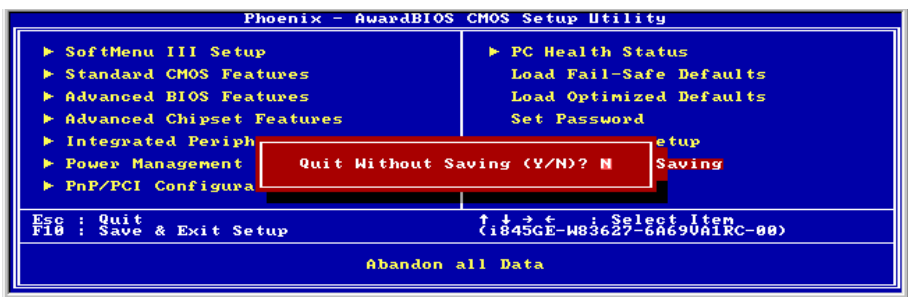 Phoenix - AwardBIOS CMOS Setup Utility
▶ SoftMenu III Setup
▶ Standard CMOS Features
▶ Advanced BIOS Features
▶ Advanced Chipset Features
▶ Integrated Periph
▶ Power Management
▶ PnP/PCI Configura
▶ PC Health Status
Load Fail-Safe Defaults
Load Optimized Defaults
Set Password
etup
Saving
Quit Without Saving (Y/N)? N
Esc : Quit
F10 : Save & Exit Setup
↑ ↓ → ← : Select Item
(i845GE-W83627-6A69VA1RC-00)
Abandon all Data